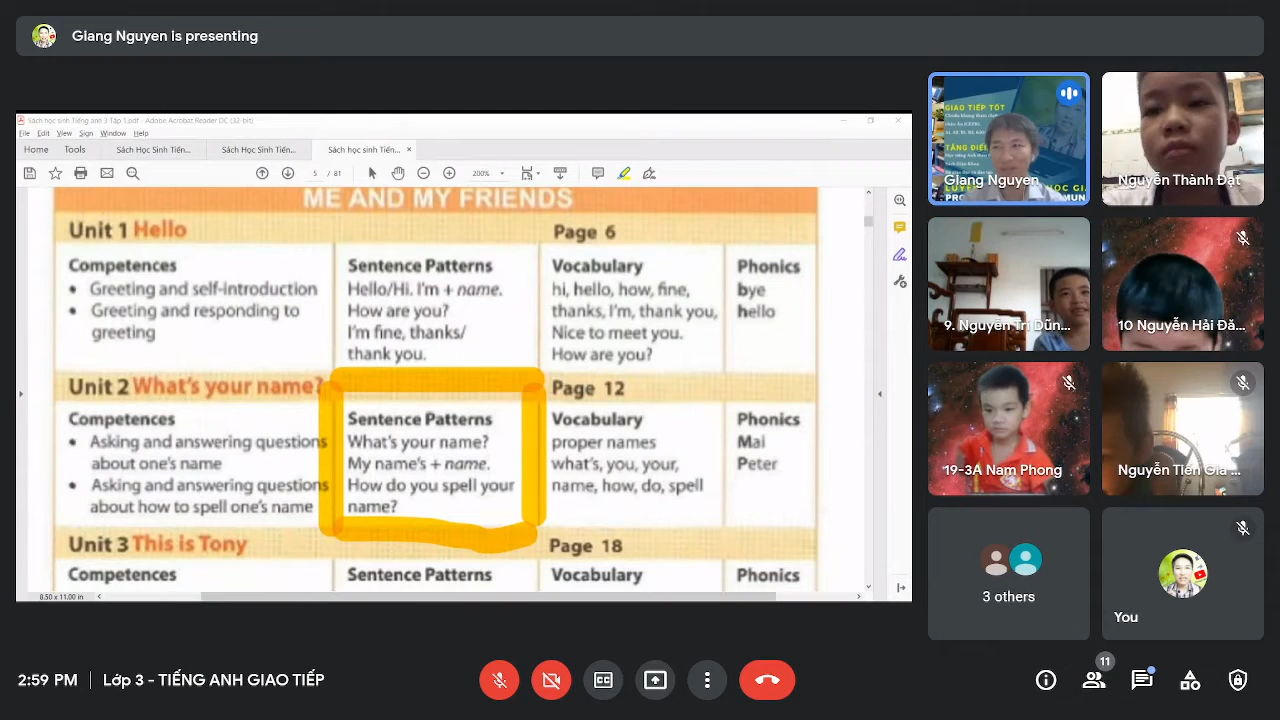 Giang Nguyen is presenting
Sách học sinh Tiếng anh 3 Tập 1.pdf - Adobe Acrobat Reader DC (32-bit)
File Edit View Sign Window Help
Home Tools Sách Học Sinh Tiến... Sách Học Sinh Tiến... Sách học sinh Tiến... ×
5 / 81 200%
ME AND MY FRIENDS
Unit 1 Hello Page 6
Competences
• Greeting and self-introduction
• Greeting and responding to
greeting
Sentence Patterns
Hello/Hi. I'm + name.
How are you?
I'm fine, thanks/
thank you.
Vocabulary
hi, hello, how, fine,
thanks, I'm, thank you,
Nice to meet you.
How are you?
Phonics
bye
hello
Unit 2 What's your name? Page 12
Competences
• Asking and answering questions
about one's name
• Asking and answering questions
about how to spell one's name
Sentence Patterns
What's your name?
My name's + name.
How do you spell your
name?
Vocabulary
proper names
what's, you, your,
name, how, do, spell
Phonics
Mai
Peter
Unit 3 This is Tony Page 18
Competences Sentence Patterns Vocabulary Phonics
8.50 x 11.00 in
GIAO TIẾP TỐT
TĂNG ĐIỂ
LUYỆ
Giang Nguyen
Nguyễn Thành Đạt
9. Nguyễn Trí Dũn...
10 Nguyễn Hải Đă...
19-3A Nam Phong
Nguyễn Tiến Gia ...
3 others
You
2:59 PM | Lớp 3 - TIẾNG ANH GIAO TIẾP
11